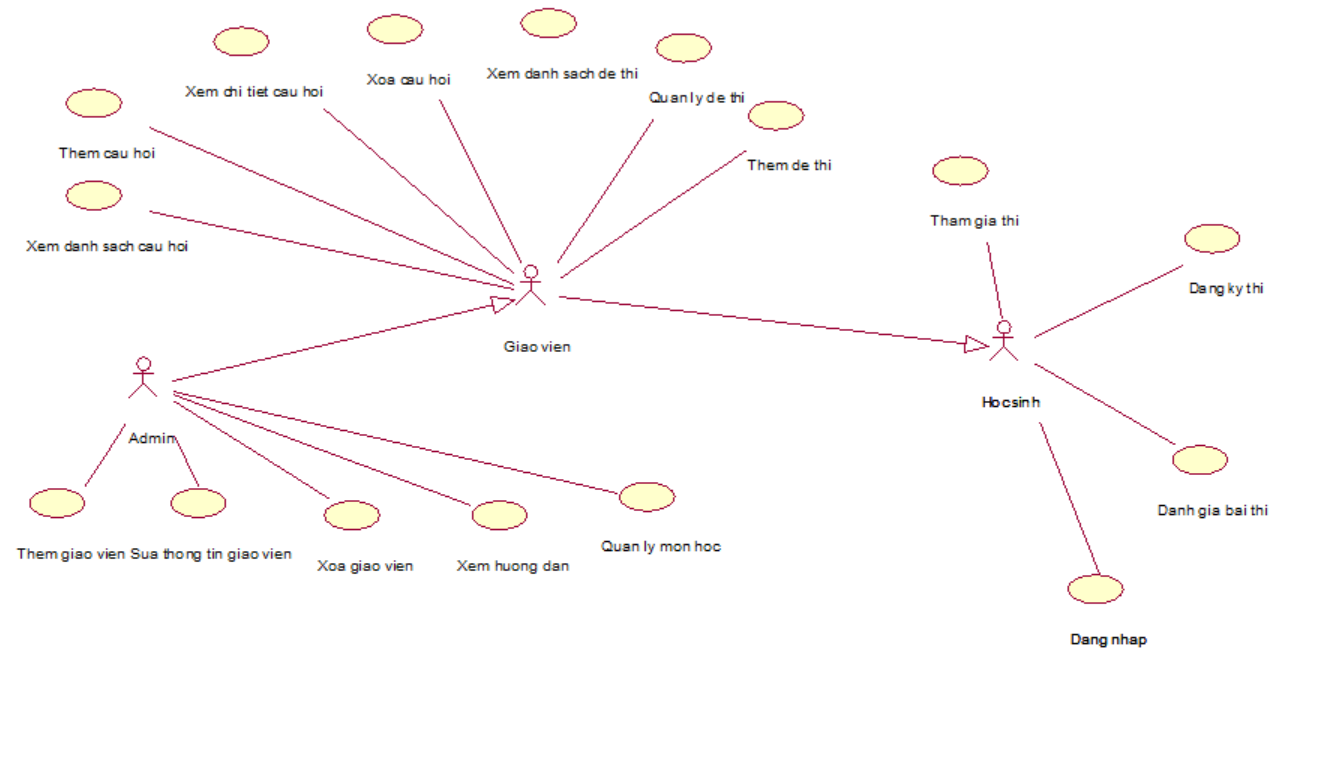 Xem danh sach de thi
Xoa cau hoi
Xem chi tiet cau hoi
Quan ly de thi
Them cau hoi
Them de thi
Tham gia thi
Xem danh sach cau hoi
Dang ky thi
Giao vien
Hocsinh
Admin
Danh gia bai thi
Quan ly mon hoc
Them giao vien
Sua thong tin giao vien
Xoa giao vien
Xem huong dan
Dang nhap